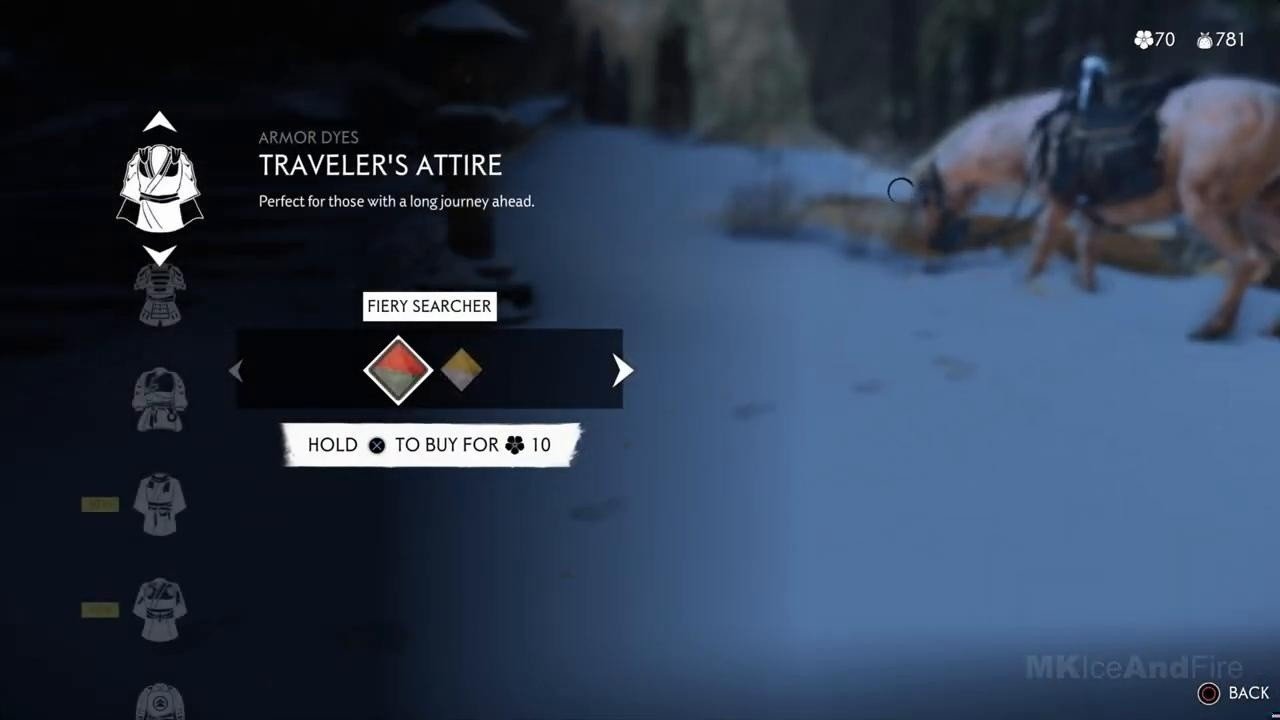 70 781
ARMOR DYES
TRAVELER'S ATTIRE
Perfect for those with a long journey ahead.
FIERY SEARCHER
HOLD TO BUY FOR 10
MKIceAndFire
BACK